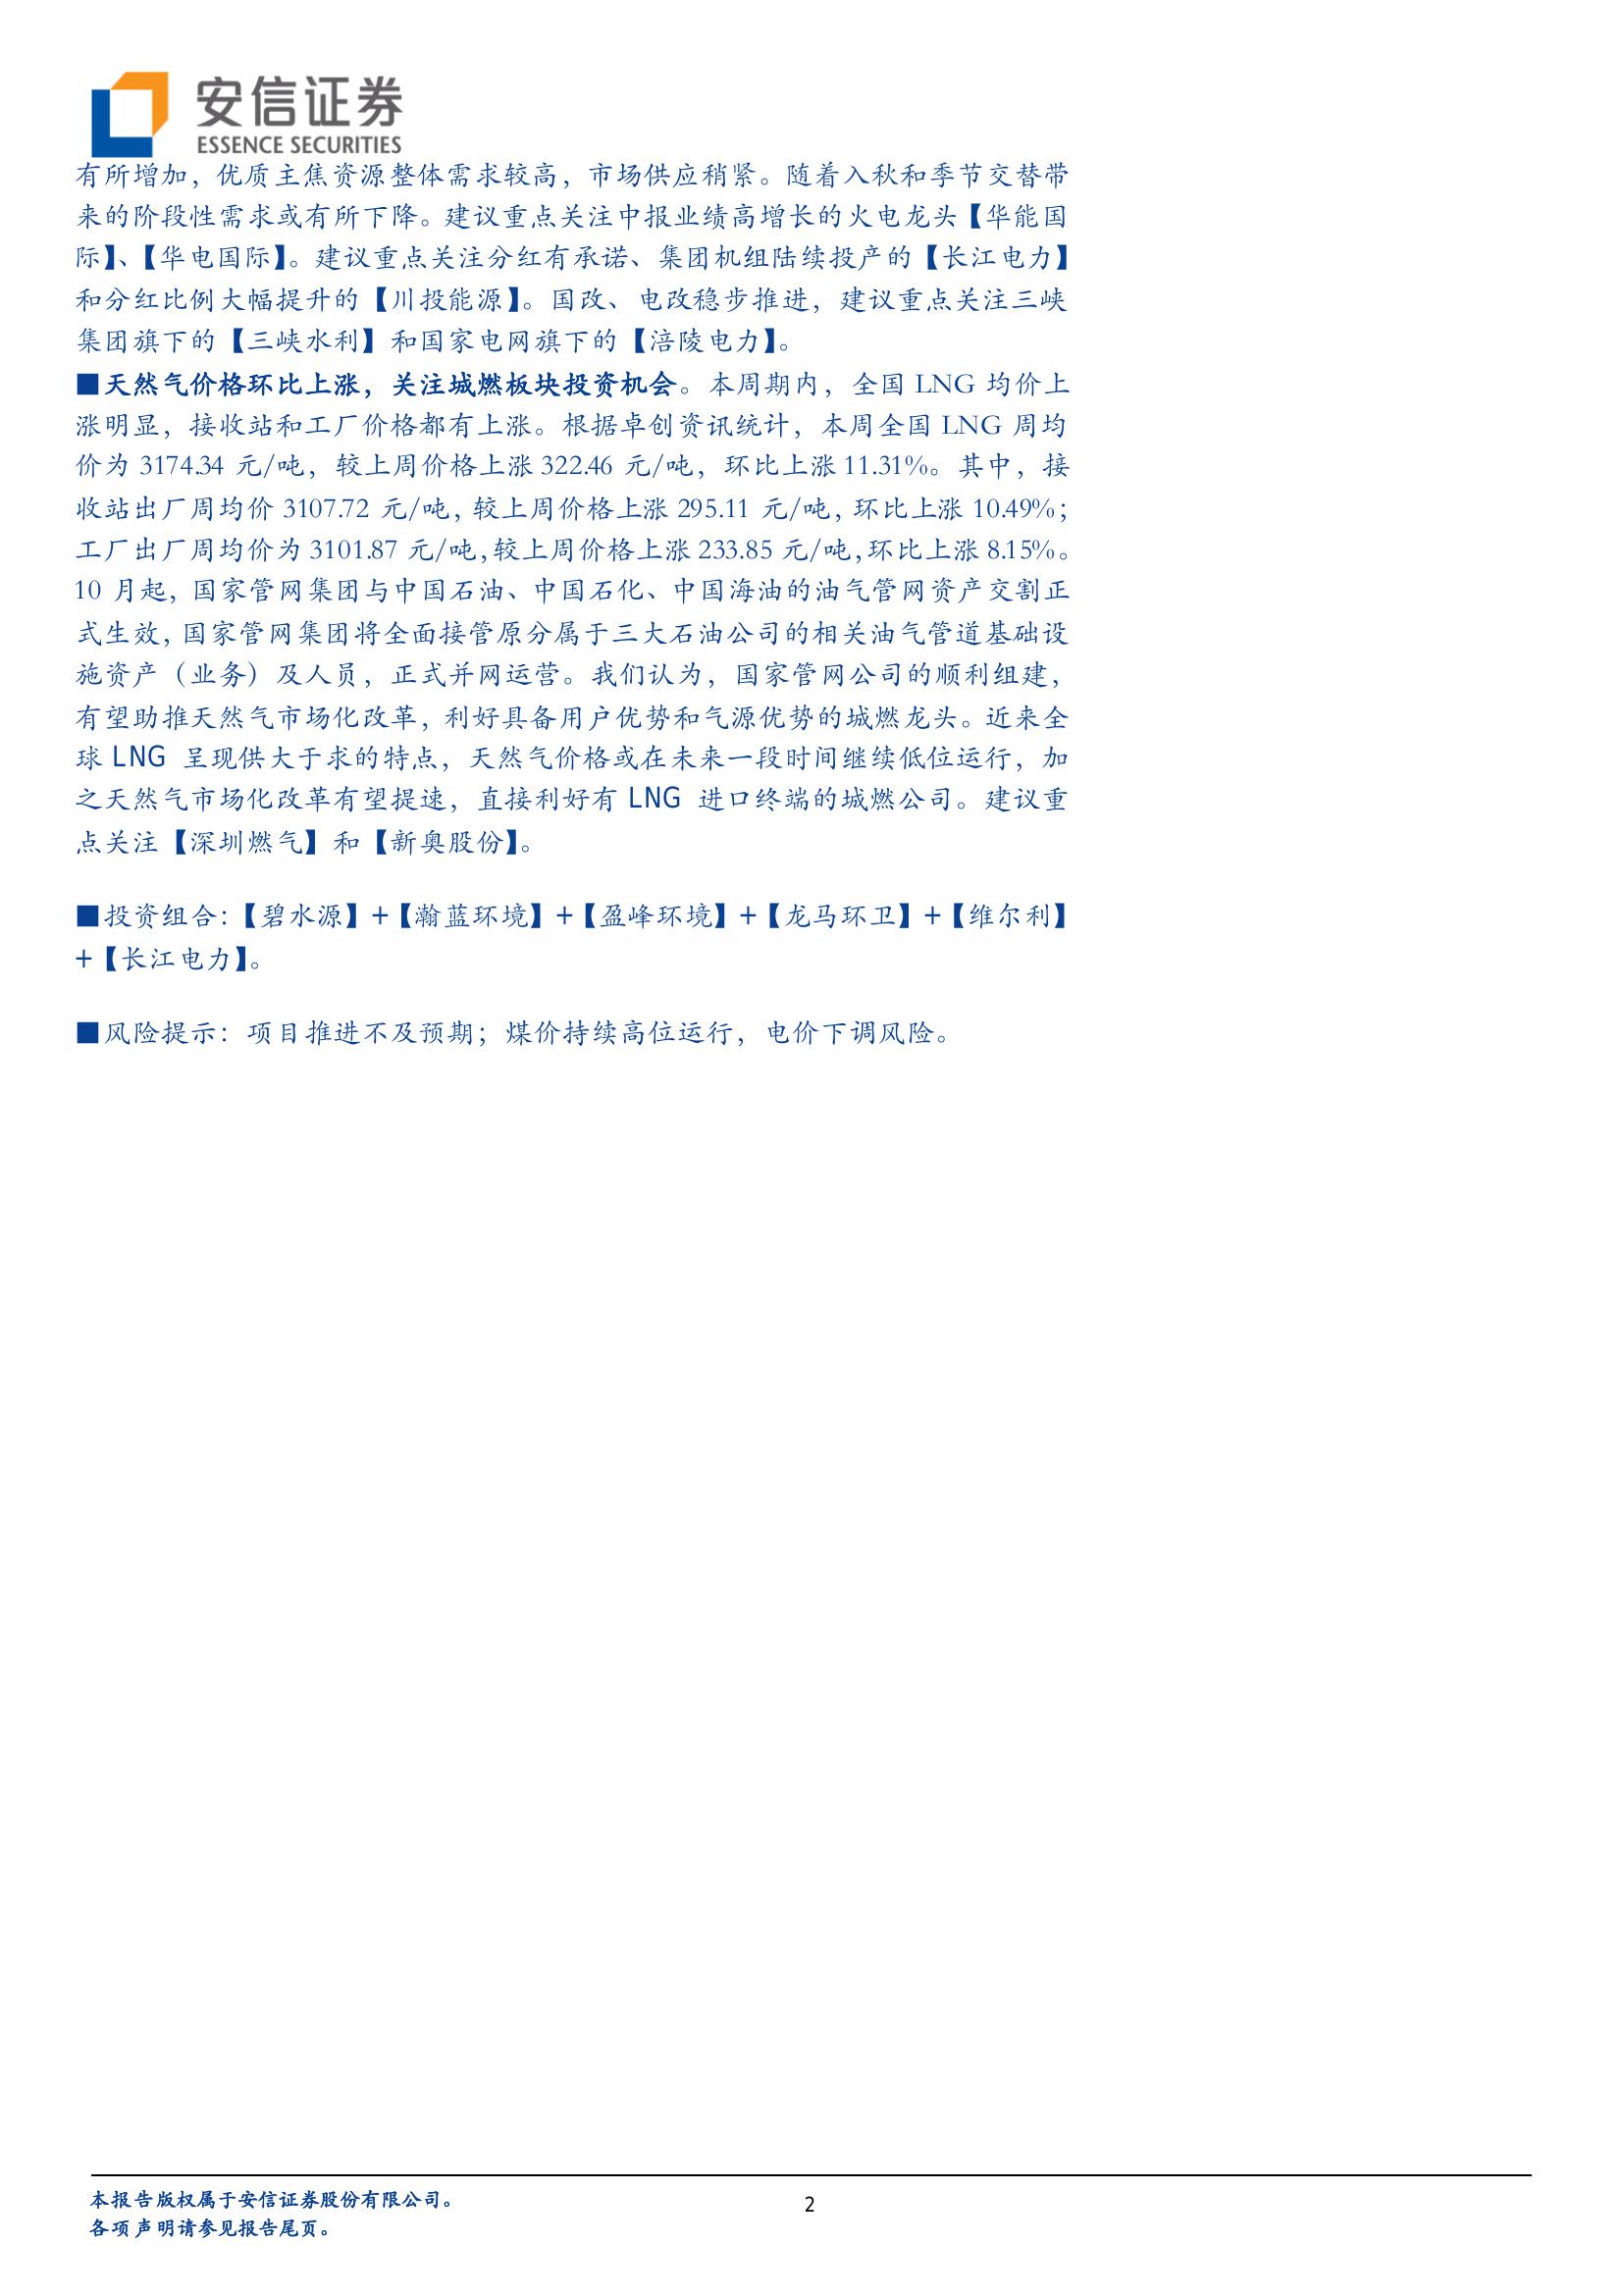 安信证券
ESSENCE SECURITIES
有所增加，优质主焦资源整体需求较高，市场供应稍紧。随着入秋和季节交替带
来的阶段性需求或有所下降。建议重点关注中报业绩高增长的火电龙头【华能国
际】、【华电国际】。建议重点关注分红有承诺、集团机组陆续投产的【长江电力】
和分红比例大幅提升的【川投能源】。国改、电改稳步推进，建议重点关注三峡
集团旗下的【三峡水利】和国家电网旗下的【涪陵电力】。
■天然气价格环比上涨，关注城燃板块投资机会。本周期内，全国 LNG 均价上
涨明显，接收站和工厂价格都有上涨。根据卓创资讯统计，本周全国 LNG 周均
价为 3174.34 元/吨，较上周价格上涨 322.46 元/吨，环比上涨 11.31%。其中，接
收站出厂周均价 3107.72 元/吨，较上周价格上涨 295.11 元/吨，环比上涨 10.49%；
工厂出厂周均价为 3101.87 元/吨，较上周价格上涨 233.85 元/吨，环比上涨 8.15%。
10 月起，国家管网集团与中国石油、中国石化、中国海油的油气管网资产交割正
式生效，国家管网集团将全面接管原分属于三大石油公司的相关油气管道基础设
施资产（业务）及人员，正式并网运营。我们认为，国家管网公司的顺利组建，
有望助推天然气市场化改革，利好具备用户优势和气源优势的城燃龙头。近来全
球 LNG 呈现供大于求的特点，天然气价格或在未来一段时间继续低位运行，加
之天然气市场化改革有望提速，直接利好有 LNG 进口终端的城燃公司。建议重
点关注【深圳燃气】和【新奥股份】。
■投资组合：【碧水源】+【瀚蓝环境】+【盈峰环境】+【龙马环卫】+【维尔利】
+【长江电力】。
■风险提示：项目推进不及预期；煤价持续高位运行，电价下调风险。
本报告版权属于安信证券股份有限公司。
各项声明请参见报告尾页。
2